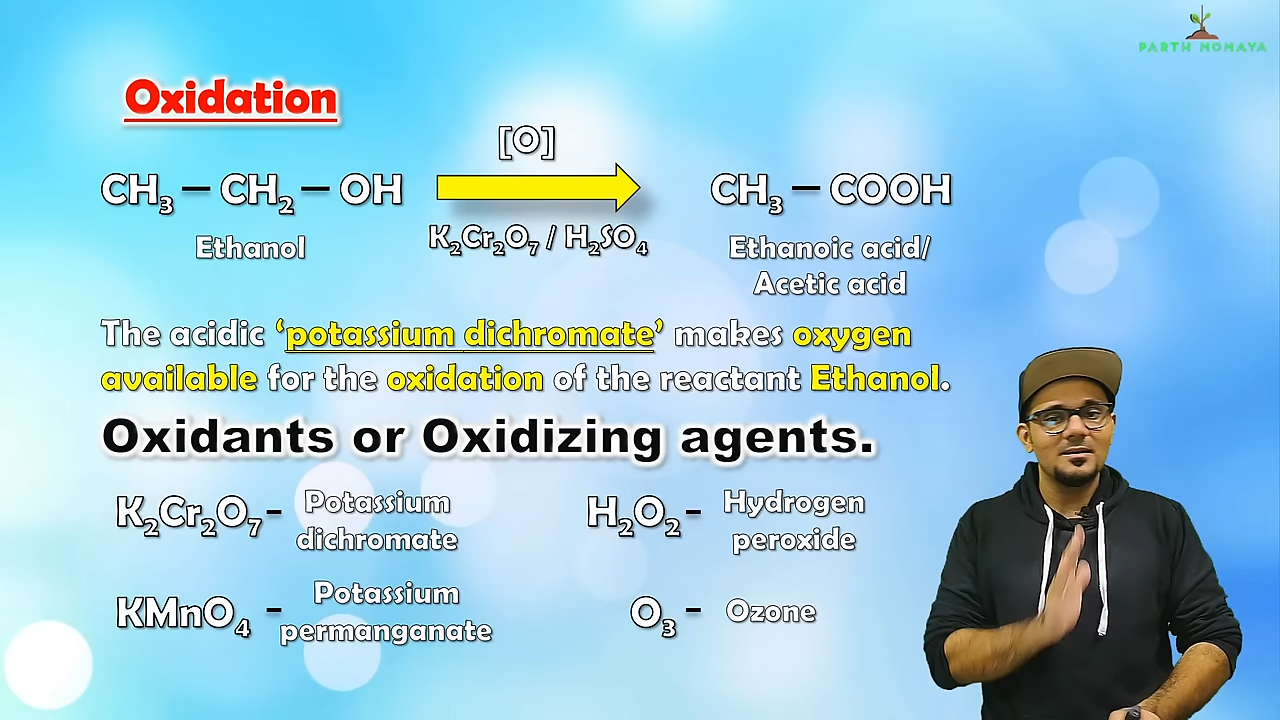 PARTH MOMAYA
Oxidation
[O]
CH₃ – CH₂ – OH
CH₃ – COOH
K₂Cr₂O₇ / H₂SO₄
Ethanol
Ethanoic acid/
Acetic acid
The acidic ‘potassium dichromate’ makes oxygen
available for the oxidation of the reactant Ethanol.
Oxidants or Oxidizing agents.
K₂Cr₂O₇ - Potassium
dichromate
H₂O₂ - Hydrogen
peroxide
KMnO₄ - Potassium
permanganate
O₃ - Ozone